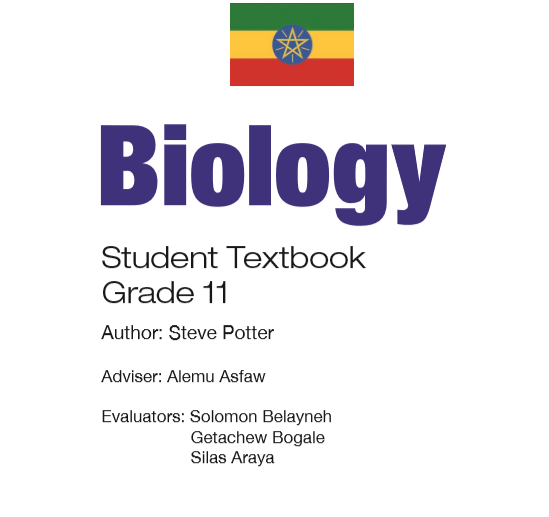 Biology
Student Textbook
Grade 11
Author: Steve Potter
Adviser: Alemu Asfaw
Evaluators: Solomon Belayneh
Getachew Bogale
Silas Araya